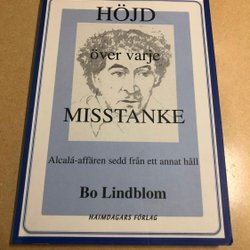 HÖJD
över varje
MISSTANKE
Alcalá-affären sedd från ett annat håll
Bo Lindblom
HAIMDAGARS FÖRLAG